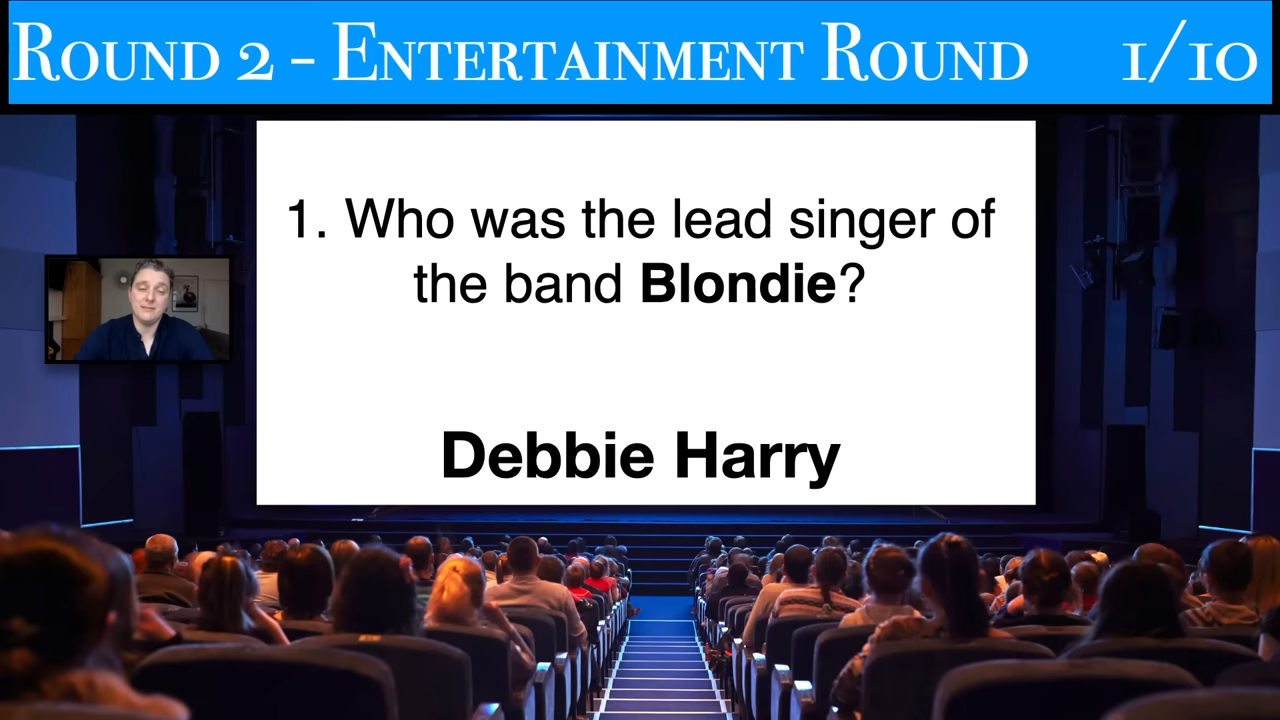 Round 2 - Entertainment Round 1/10
1. Who was the lead singer of
the band Blondie?
Debbie Harry